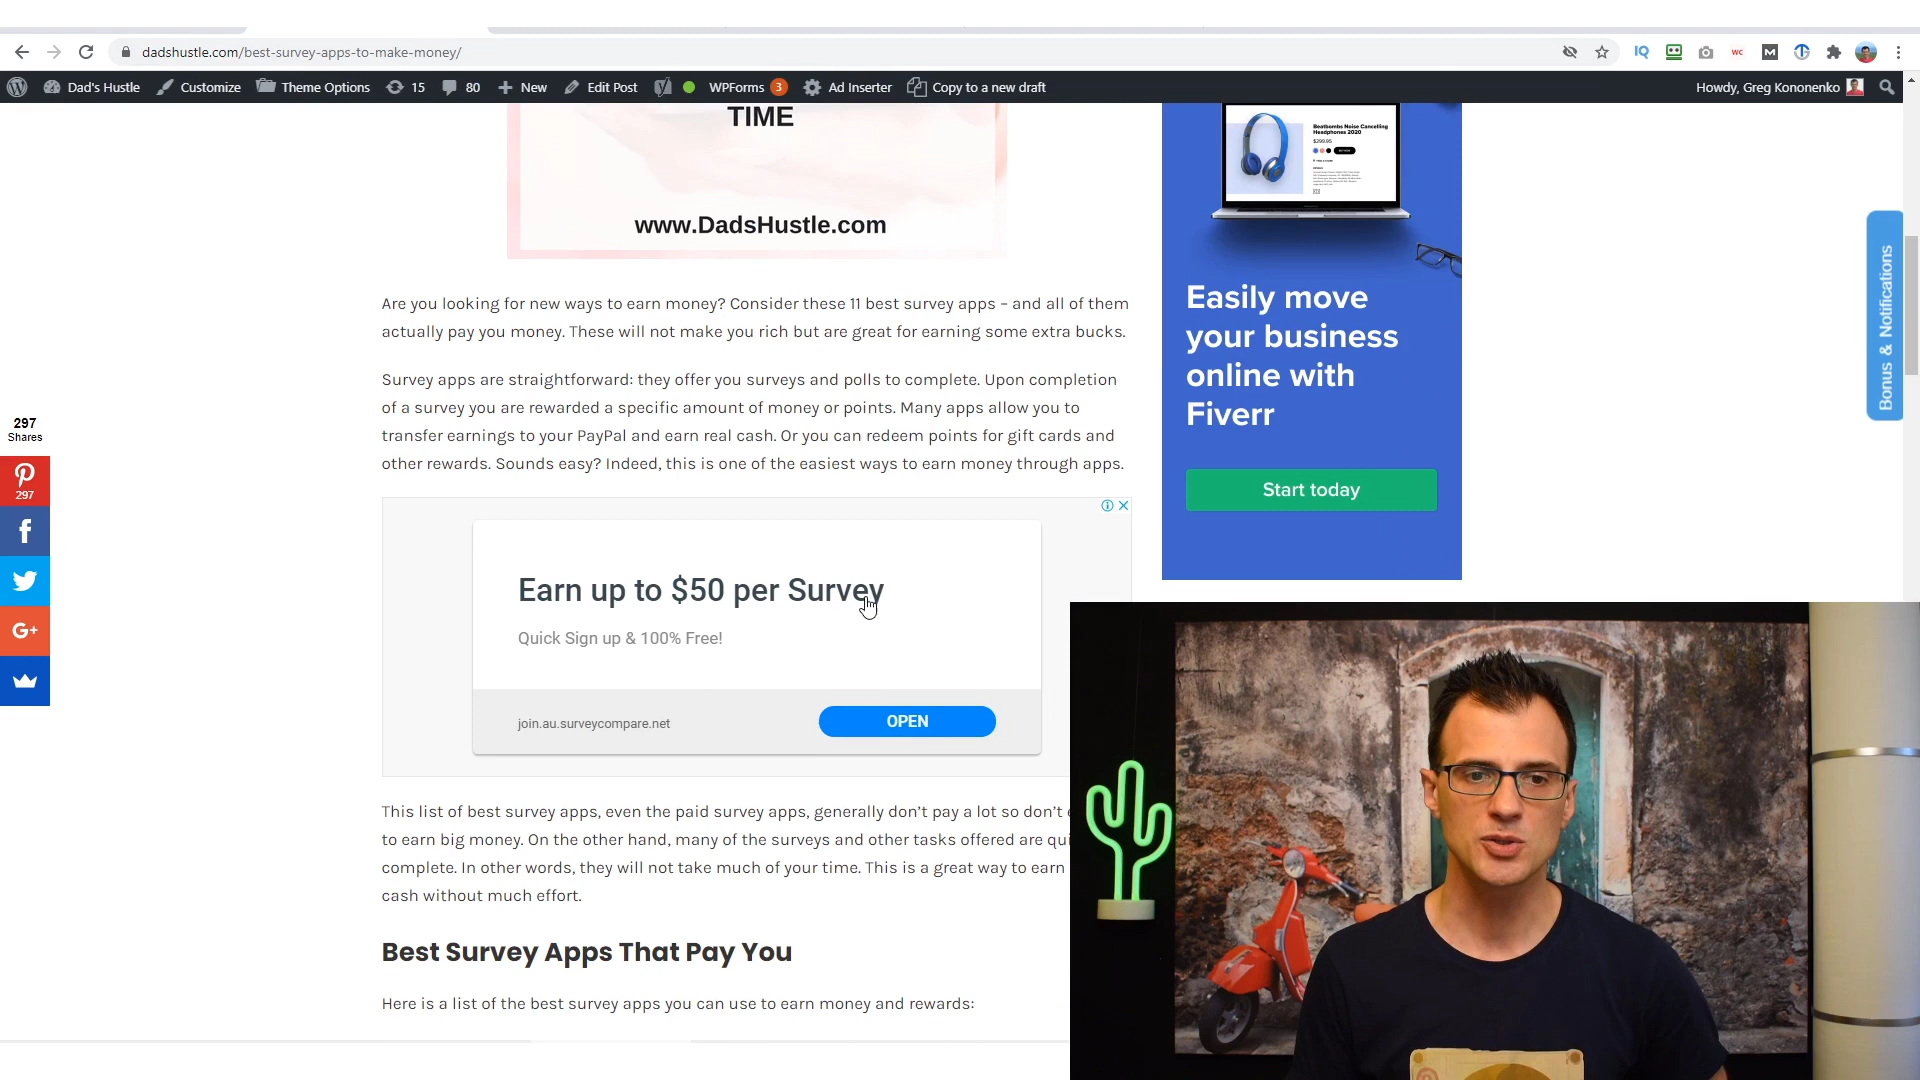 dadshustle.com/best-survey-apps-to-make-money/
Dad's Hustle
Customize
Theme Options
15
80
New
Edit Post
WPForms 3
Ad Inserter
Copy to a new draft
Howdy, Greg Kononenko
TIME
www.DadsHustle.com
Are you looking for new ways to earn money? Consider these 11 best survey apps – and all of them
actually pay you money. These will not make you rich but are great for earning some extra bucks.
Survey apps are straightforward: they offer you surveys and polls to complete. Upon completion
of a survey you are rewarded a specific amount of money or points. Many apps allow you to
transfer earnings to your PayPal and earn real cash. Or you can redeem points for gift cards and
other rewards. Sounds easy? Indeed, this is one of the easiest ways to earn money through apps.
Earn up to $50 per Survey
Quick Sign up & 100% Free!
join.au.surveycompare.net
OPEN
This list of best survey apps, even the paid survey apps, generally don't pay a lot so don't
to earn big money. On the other hand, many of the surveys and other tasks offered are
complete. In other words, they will not take much of your time. This is a great way to earn
cash without much effort.
Best Survey Apps That Pay You
Here is a list of the best survey apps you can use to earn money and rewards:
297
Shares
297
G+
Beatbombs Noise Cancelling
Headphones 2020
$299.95
Easily move
your business
online with
Fiverr
Start today
Bonus & Notifications
IQ
WC